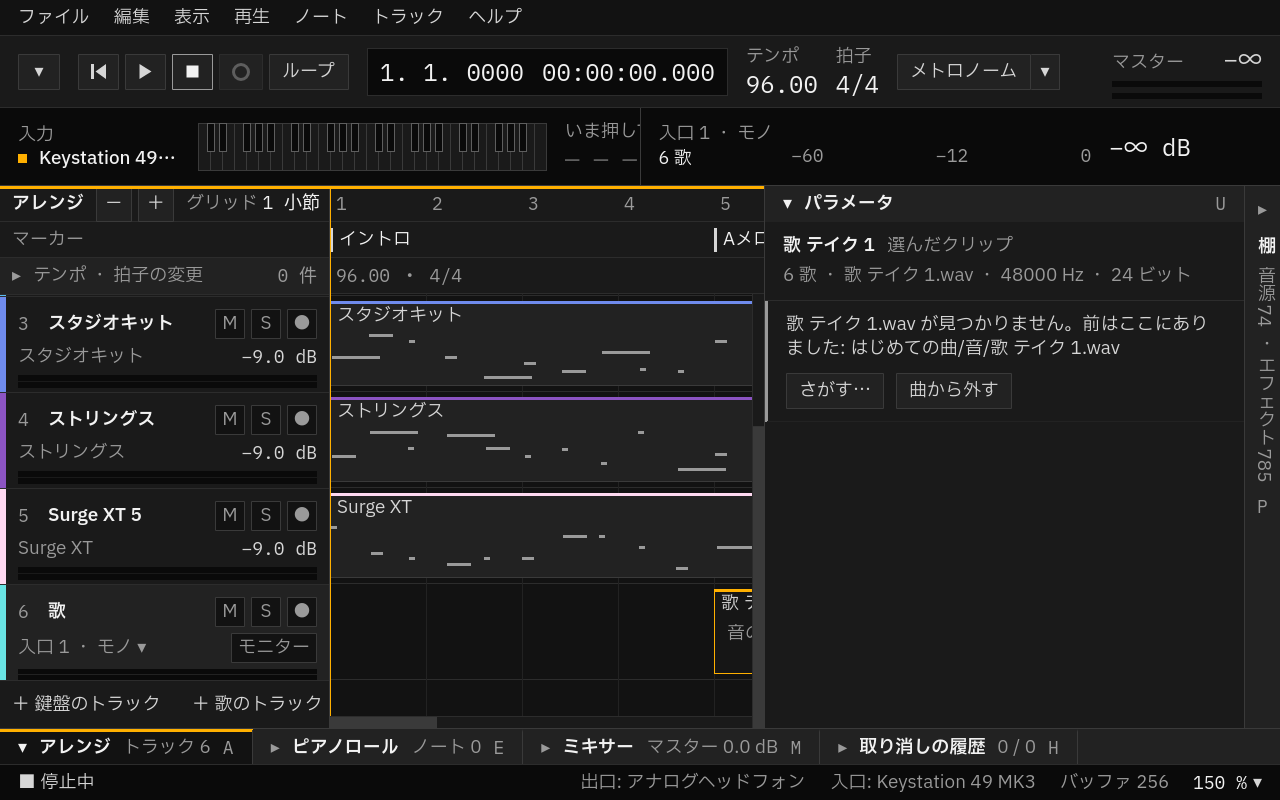 ファイル 編集 表示 再生 ノート トラック ヘルプ
ループ
1. 1. 0000 00:00:00.000
テンポ 96.00
拍子 4/4
メトロノーム ▼
マスター −∞
入力
Keystation 49…
いま押し
— — —
入口 1 · モノ
6 歌
−60 −12 0 −∞ dB
アレンジ − + グリッド 1 小節
1 2 3 4 5
マーカー
イントロ Aメロ
▶ テンポ · 拍子の変更 0 件
96.00 • 4/4
3 スタジオキット M S
スタジオキット −9.0 dB
スタジオキット
4 ストリングス M S
ストリングス −9.0 dB
ストリングス
5 Surge XT 5 M S
Surge XT −9.0 dB
Surge XT
6 歌 M S
入口 1 · モノ ▼ モニター
歌 テ
音の
＋ 鍵盤のトラック ＋ 歌のトラック
▼ パラメータ U
歌 テイク 1 選んだクリップ
6 歌 · 歌 テイク 1.wav · 48000 Hz · 24 ビット
歌 テイク 1.wav が見つかりません。前はここにあり
ました: はじめての曲/音/歌 テイク 1.wav
さがす… 曲から外す
▶ 棚 音源 74 · エフェクト 785 P
▼ アレンジ トラック 6 A ▶ ピアノロール ノート 0 E ▶ ミキサー マスター 0.0 dB M ▶ 取り消しの履歴 0 / 0 H
停止中 出口: アナログヘッドフォン 入口: Keystation 49 MK3 バッファ 256 150 % ▼